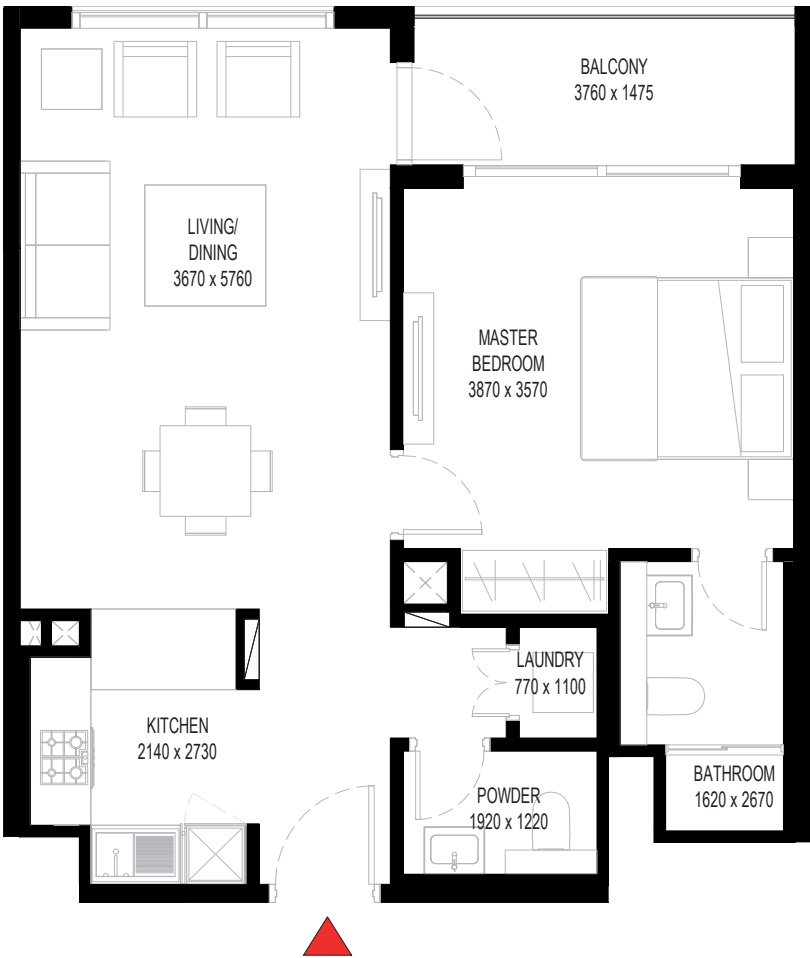 BALCONY
3760 x 1475
LIVING/
DINING
3670 x 5760
MASTER
BEDROOM
3870 x 3570
LAUNDRY
770 x 1100
KITCHEN
2140 x 2730
POWDER
1920 x 1220
BATHROOM
1620 x 2670